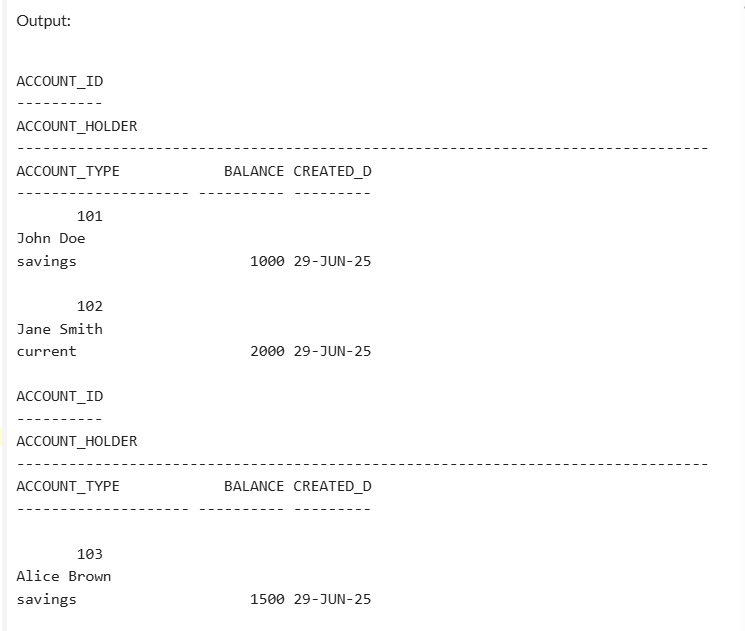 Output:
ACCOUNT_ID
----------
ACCOUNT_HOLDER
--------------------------------------------------------------------------------
ACCOUNT_TYPE            BALANCE CREATED_D
-------------------- ---------- ---------
       101
John Doe
savings                    1000 29-JUN-25
       102
Jane Smith
current                    2000 29-JUN-25
ACCOUNT_ID
----------
ACCOUNT_HOLDER
--------------------------------------------------------------------------------
ACCOUNT_TYPE            BALANCE CREATED_D
-------------------- ---------- ---------
       103
Alice Brown
savings                    1500 29-JUN-25